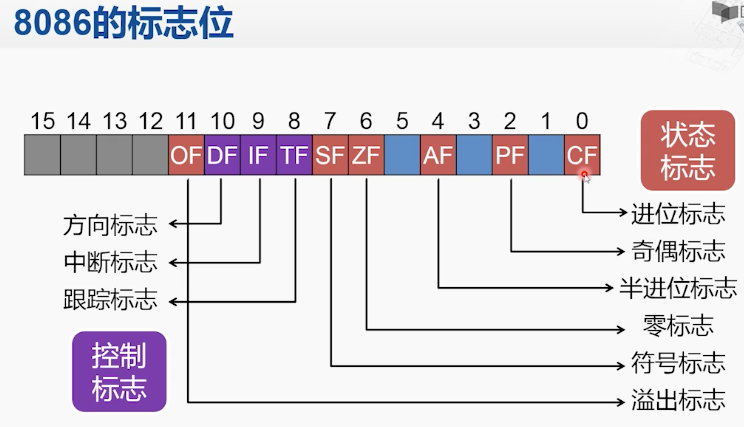 8086的标志位
15 14 13 12 11 10 9 8 7 6 5 4 3 2 1 0
OF DF IF TF SF ZF AF PF CF
状态
标志
方向标志
进位标志
中断标志
奇偶标志
跟踪标志
半进位标志
零标志
控制
标志
符号标志
溢出标志